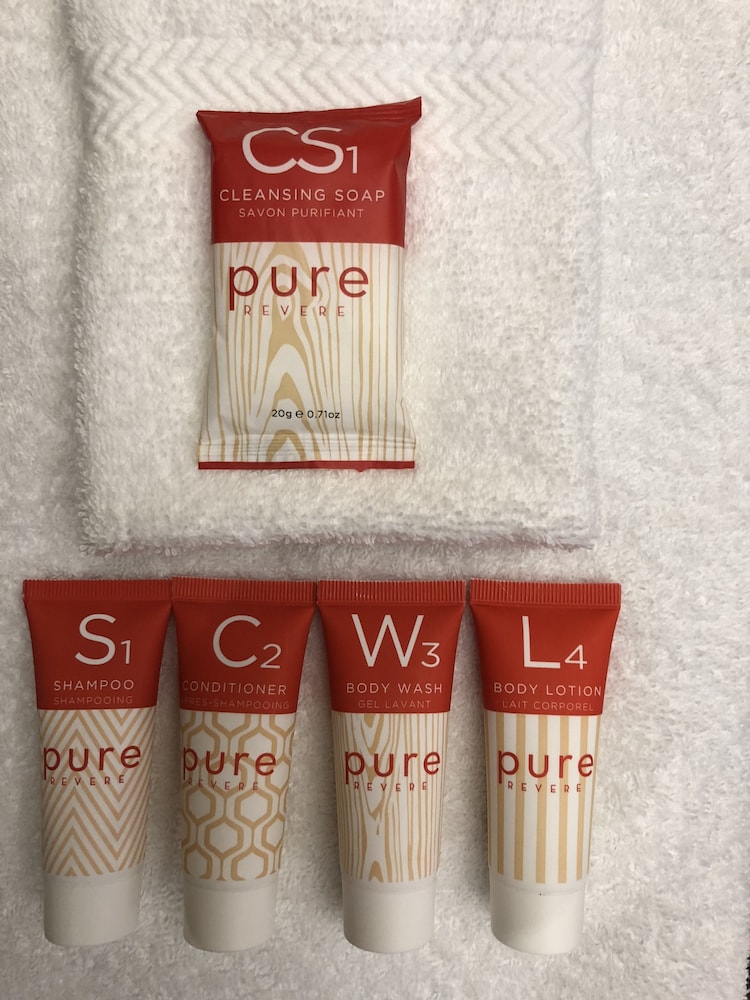 CS1
CLEANSING SOAP
SAVON PURIFIANT
pure
REVERE
20g e 0.71oz
S1
SHAMPOO
SHAMPOOING
pure
REVERE
C2
CONDITIONER
APRÈS-SHAMPOOING
pure
REVERE
W3
BODY WASH
GEL LAVANT
pure
REVERE
L4
BODY LOTION
LAIT CORPOREL
pure
REVERE